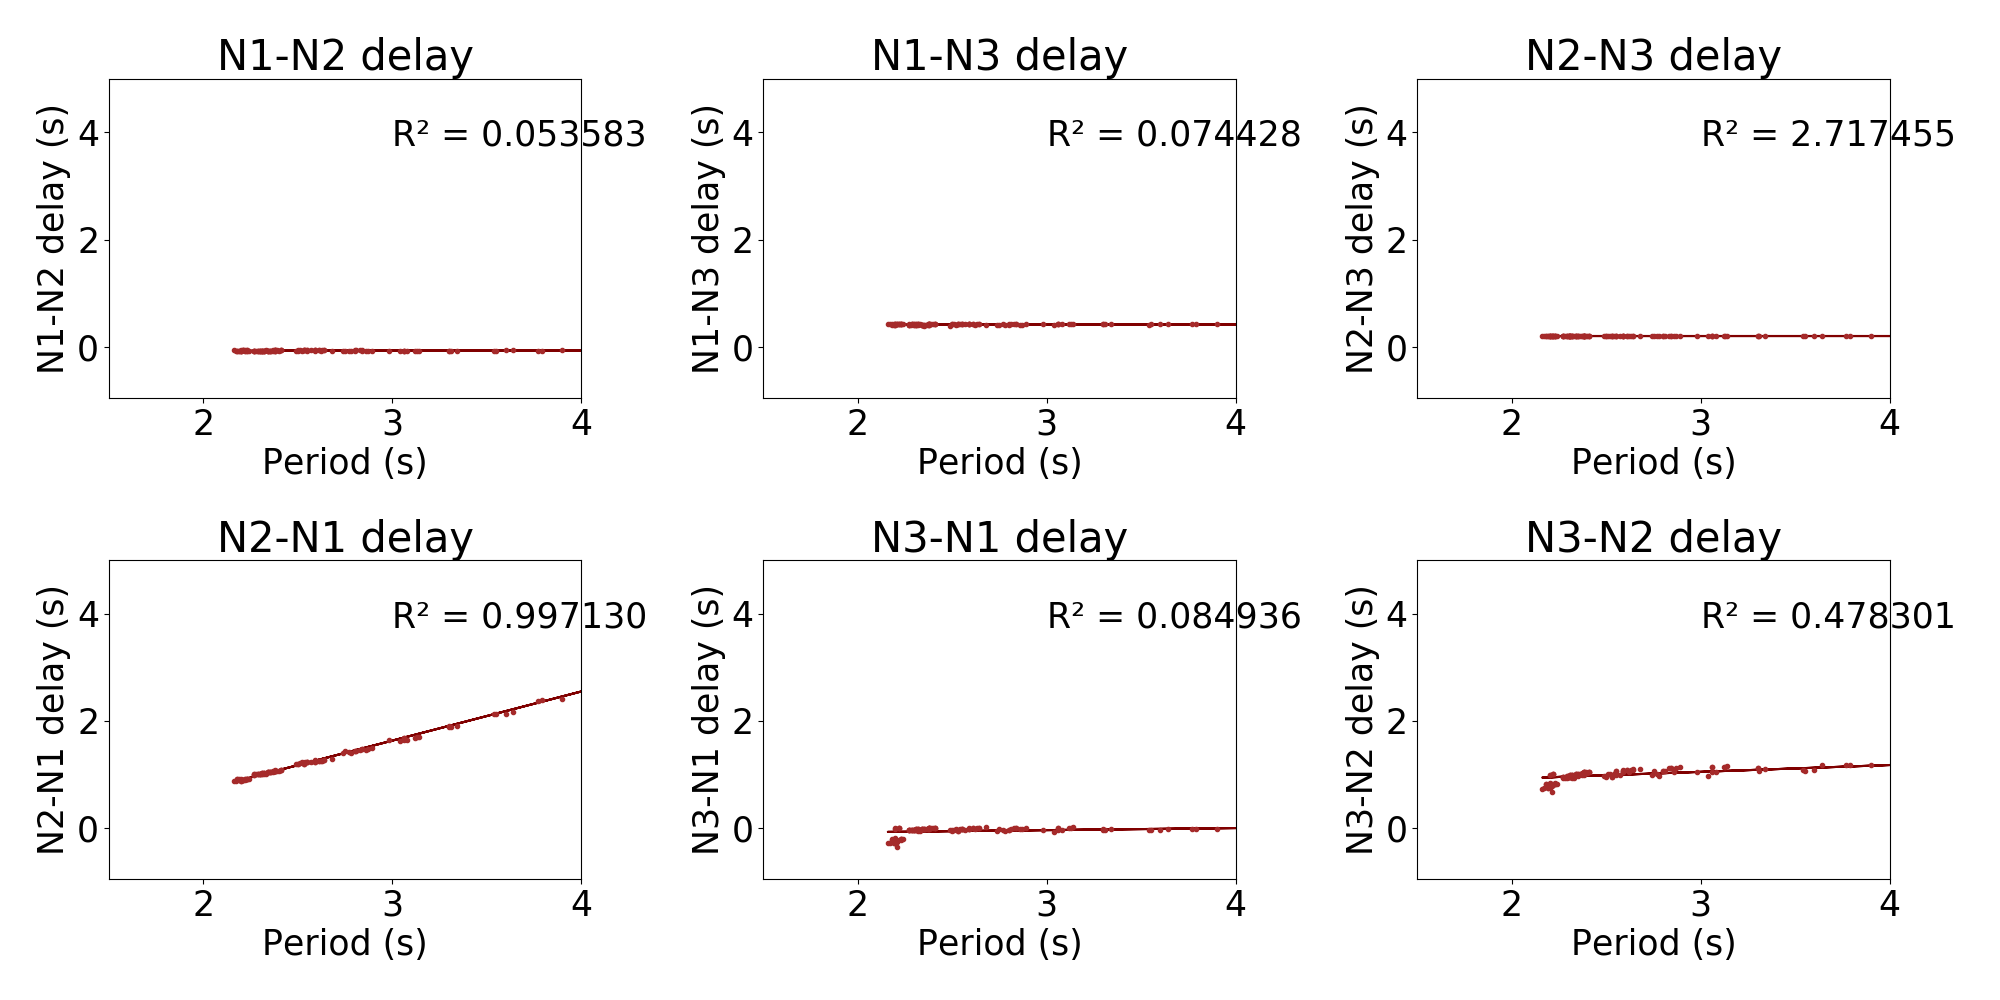 N1-N2 delay
N1-N2 delay (s)
4
2
0
R² = 0.053583
2 3 4
Period (s)
N1-N3 delay
N1-N3 delay (s)
4
2
0
R² = 0.074428
2 3 4
Period (s)
N2-N3 delay
N2-N3 delay (s)
4
2
0
R² = 2.717455
2 3 4
Period (s)
N2-N1 delay
N2-N1 delay (s)
4
2
0
R² = 0.997130
2 3 4
Period (s)
N3-N1 delay
N3-N1 delay (s)
4
2
0
R² = 0.084936
2 3 4
Period (s)
N3-N2 delay
N3-N2 delay (s)
4
2
0
R² = 0.478301
2 3 4
Period (s)